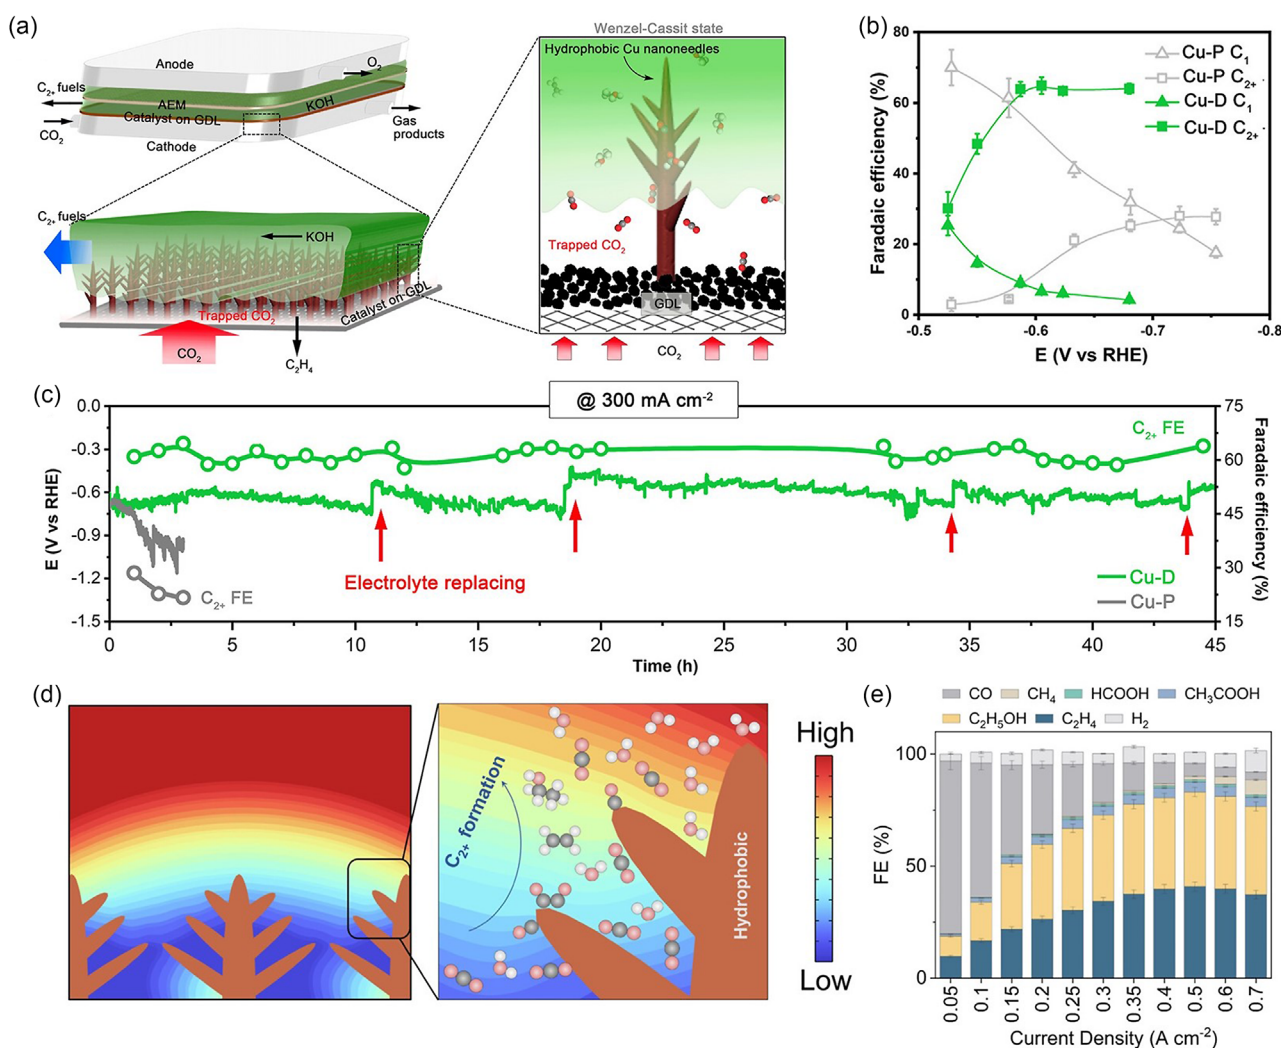 (a)
Anode
O2
C2+ fuels
AEM
KOH
Catalyst on GDL
CO2
Gas
products
Cathode
C2+ fuels
KOH
Trapped CO2
Catalyst on GDL
CO2
C2H4
Wenzel-Cassit state
Hydrophobic Cu nanoneedles
Trapped CO2
GDL
CO2
(b)
80
60
40
20
0
Faradaic efficiency (%)
Cu-P C1
Cu-P C2+
Cu-D C1
Cu-D C2+
-0.5
-0.6
-0.7
-0.8
E (V vs RHE)
(c)
@ 300 mA cm-2
0.0
-0.3
-0.6
-0.9
-1.2
-1.5
E (V vs RHE)
C2+ FE
Electrolyte replacing
C2+ FE
Cu-D
Cu-P
75
60
45
30
15
Faradaic efficiency
(%)
0
5
10
15
20
25
30
35
40
45
Time (h)
(d)
C2+ formation
Hydrophobic
High
Low
(e)
CO
CH4
HCOOH
CH3COOH
C2H5OH
C2H4
H2
100
50
0
FE (%)
0.05
0.1
0.15
0.2
0.25
0.3
0.35
0.4
0.5
0.6
0.7
Current Density (A cm-2)